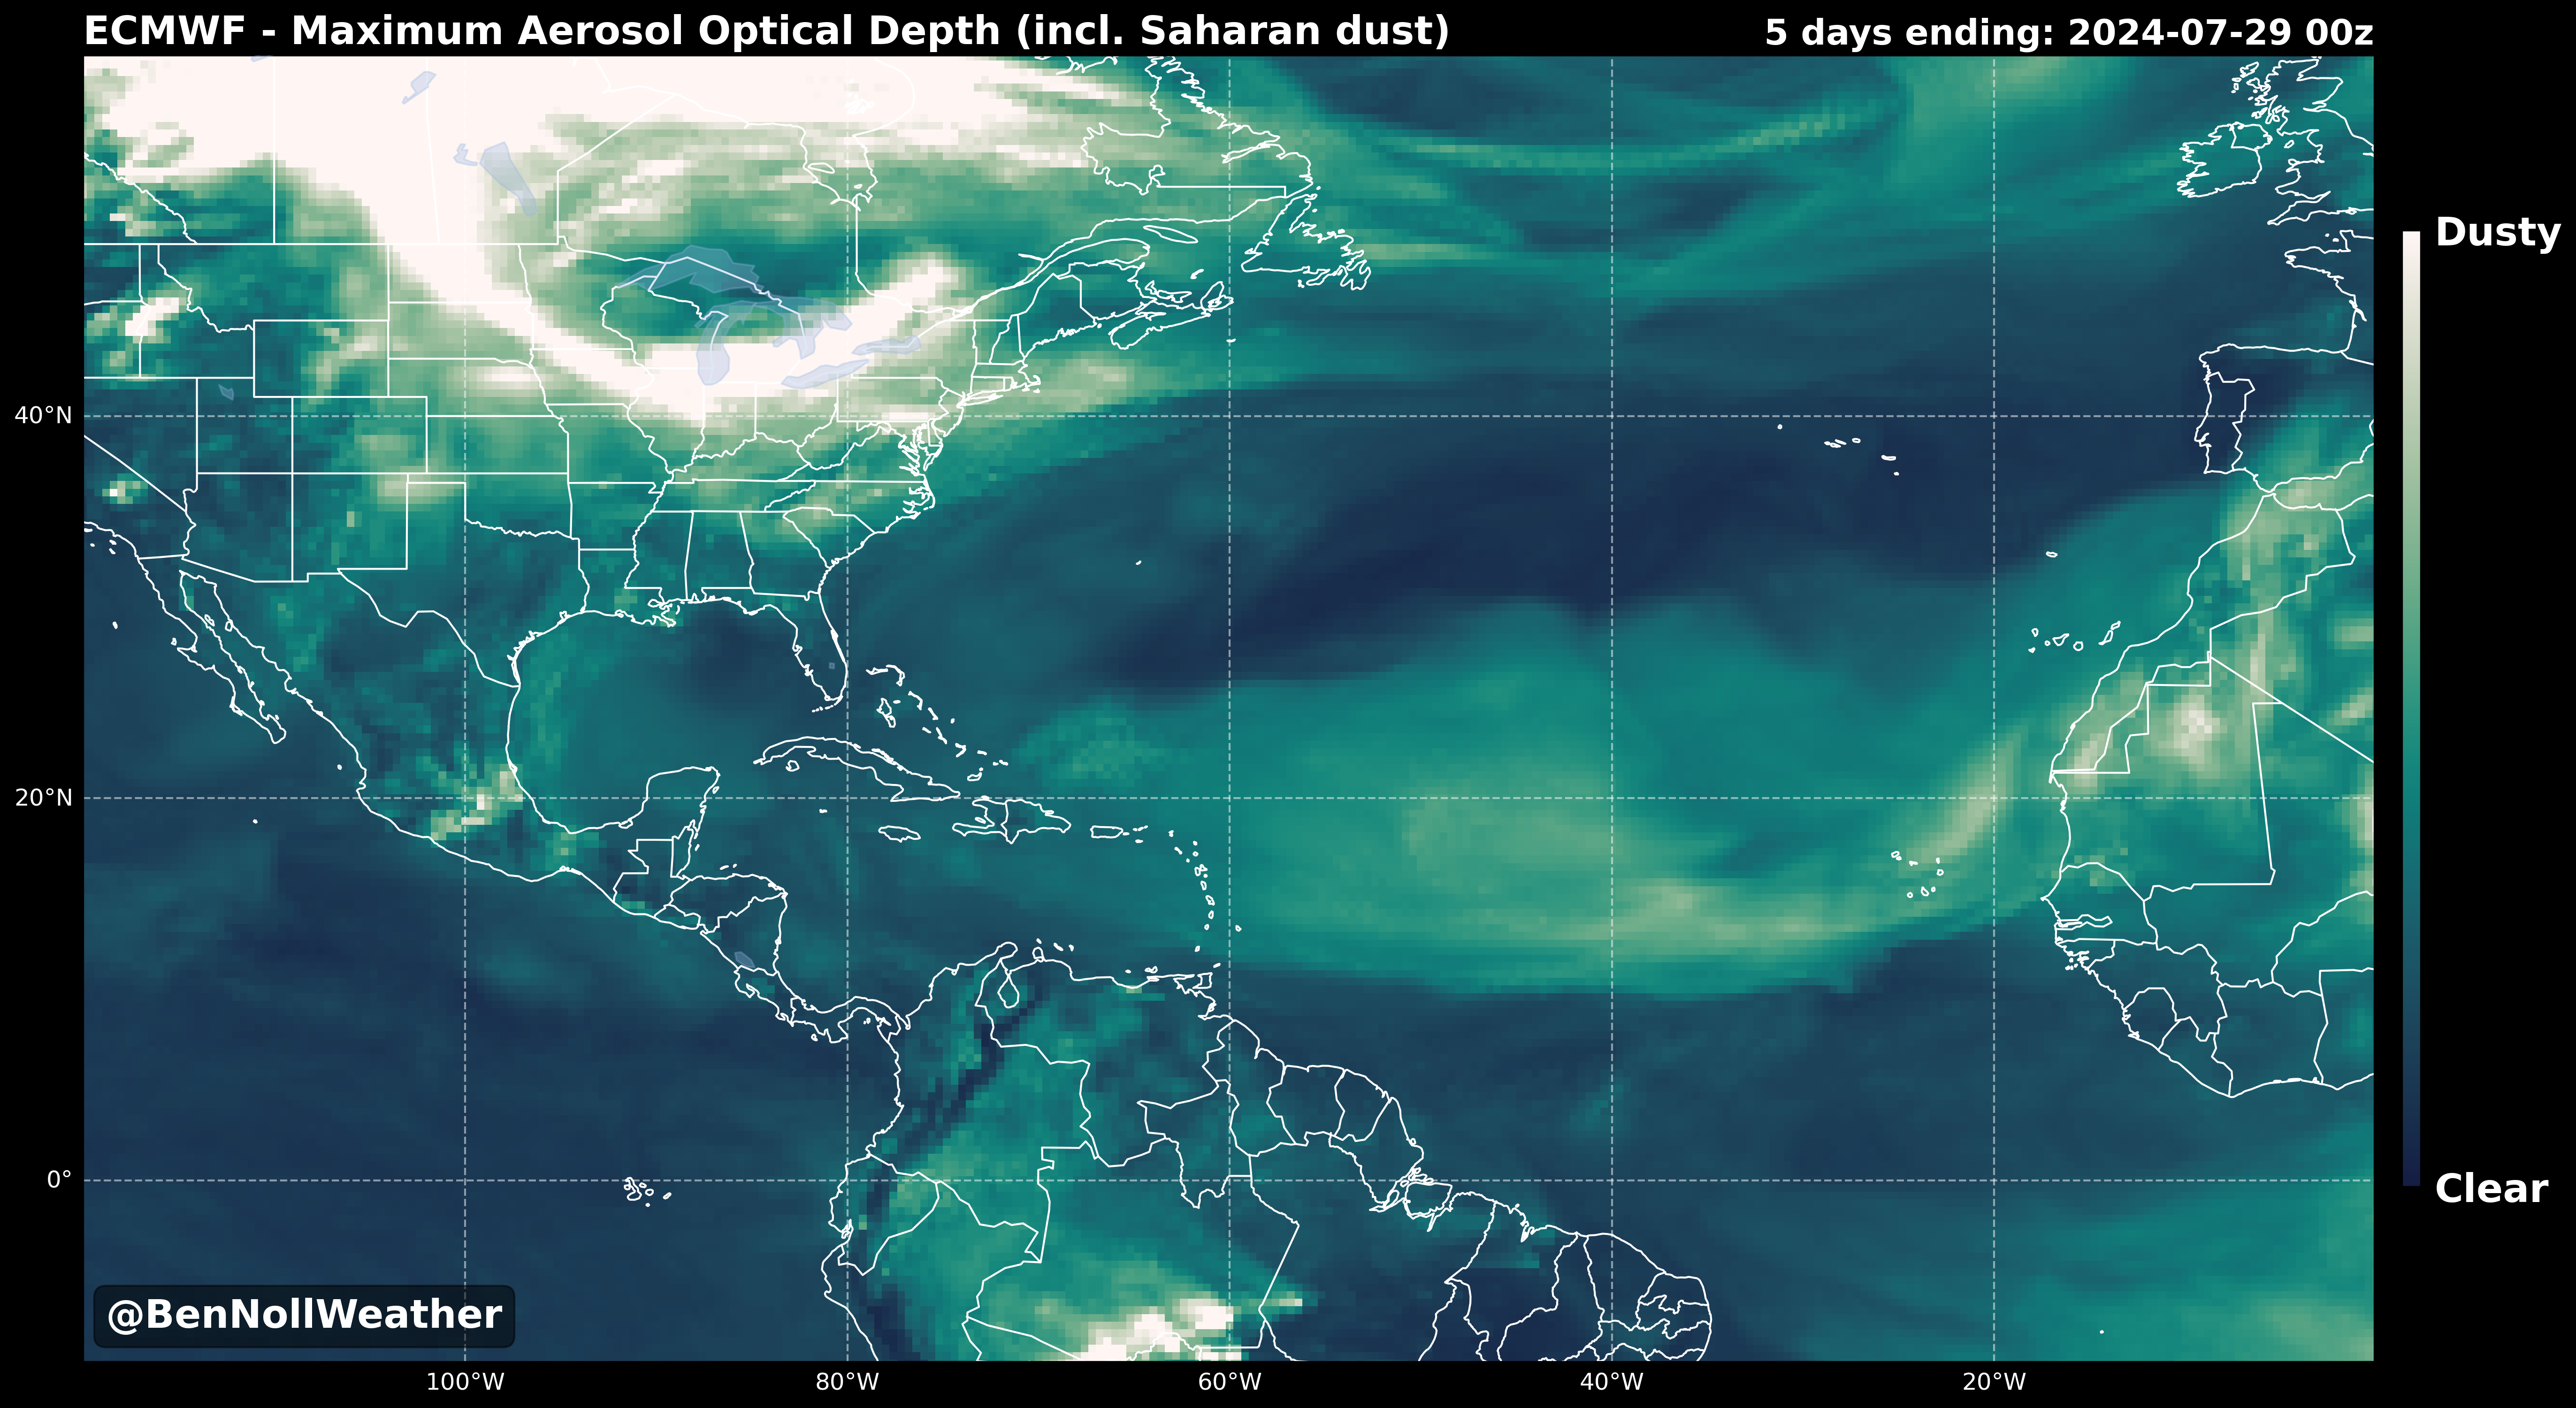 ECMWF - Maximum Aerosol Optical Depth (incl. Saharan dust)
5 days ending: 2024-07-29 00z
Dusty
40°N
20°N
0°
Clear
@BenNollWeather
100°W
80°W
60°W
40°W
20°W